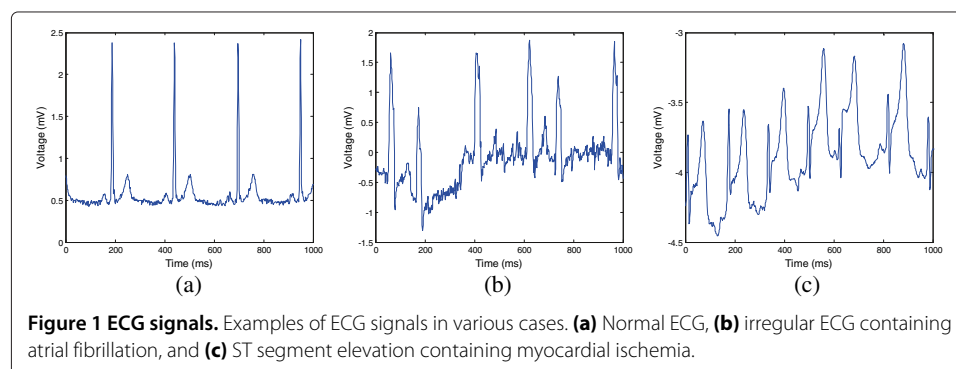 2.5
2
1.5
1
0.5
0
Voltage (mV)
0 200 400 600 800 1000
Time (ms)
(a)
2
1.5
1
0.5
0
-0.5
-1
-1.5
Voltage (mV)
0 200 400 600 800 1000
Time (ms)
(b)
-3
-3.5
-4
-4.5
Voltage (mV)
0 200 400 600 800 1000
Time (ms)
(c)
Figure 1 ECG signals. Examples of ECG signals in various cases. (a) Normal ECG, (b) irregular ECG containing
atrial fibrillation, and (c) ST segment elevation containing myocardial ischemia.